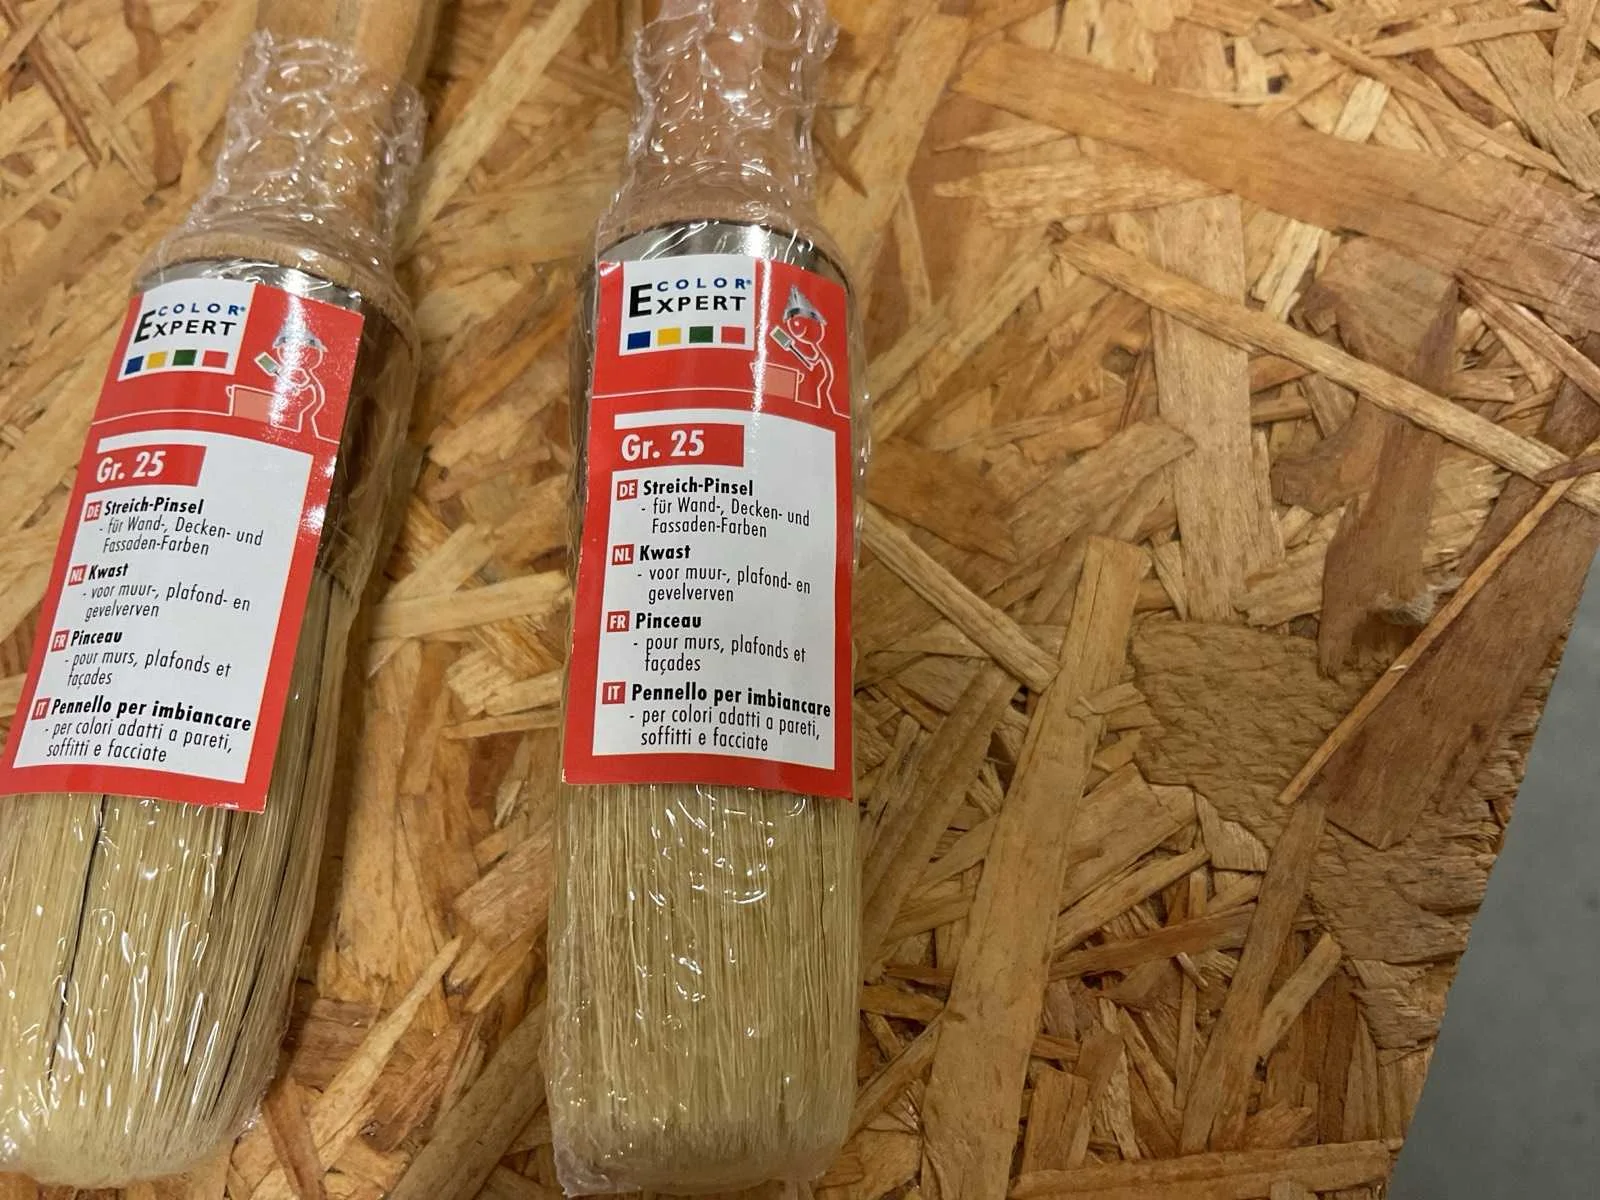 COLOR®
EXPERT
Gr. 25
DE Streich-Pinsel
- für Wand-, Decken- und
Fassaden-Farben
NL Kwast
- voor muur-, plafond- en
gevelverven
FR Pinceau
- pour murs, plafonds et
façades
IT Pennello per imbiancare
- per colori adatti a pareti,
soffitti e facciate
COLOR®
EXPERT
Gr. 25
DE Streich-Pinsel
- für Wand-, Decken- und
Fassaden-Farben
NL Kwast
- voor muur-, plafond- en
gevelverven
FR Pinceau
- pour murs, plafonds et
façades
IT Pennello per imbiancare
- per colori adatti a pareti,
soffitti e facciate